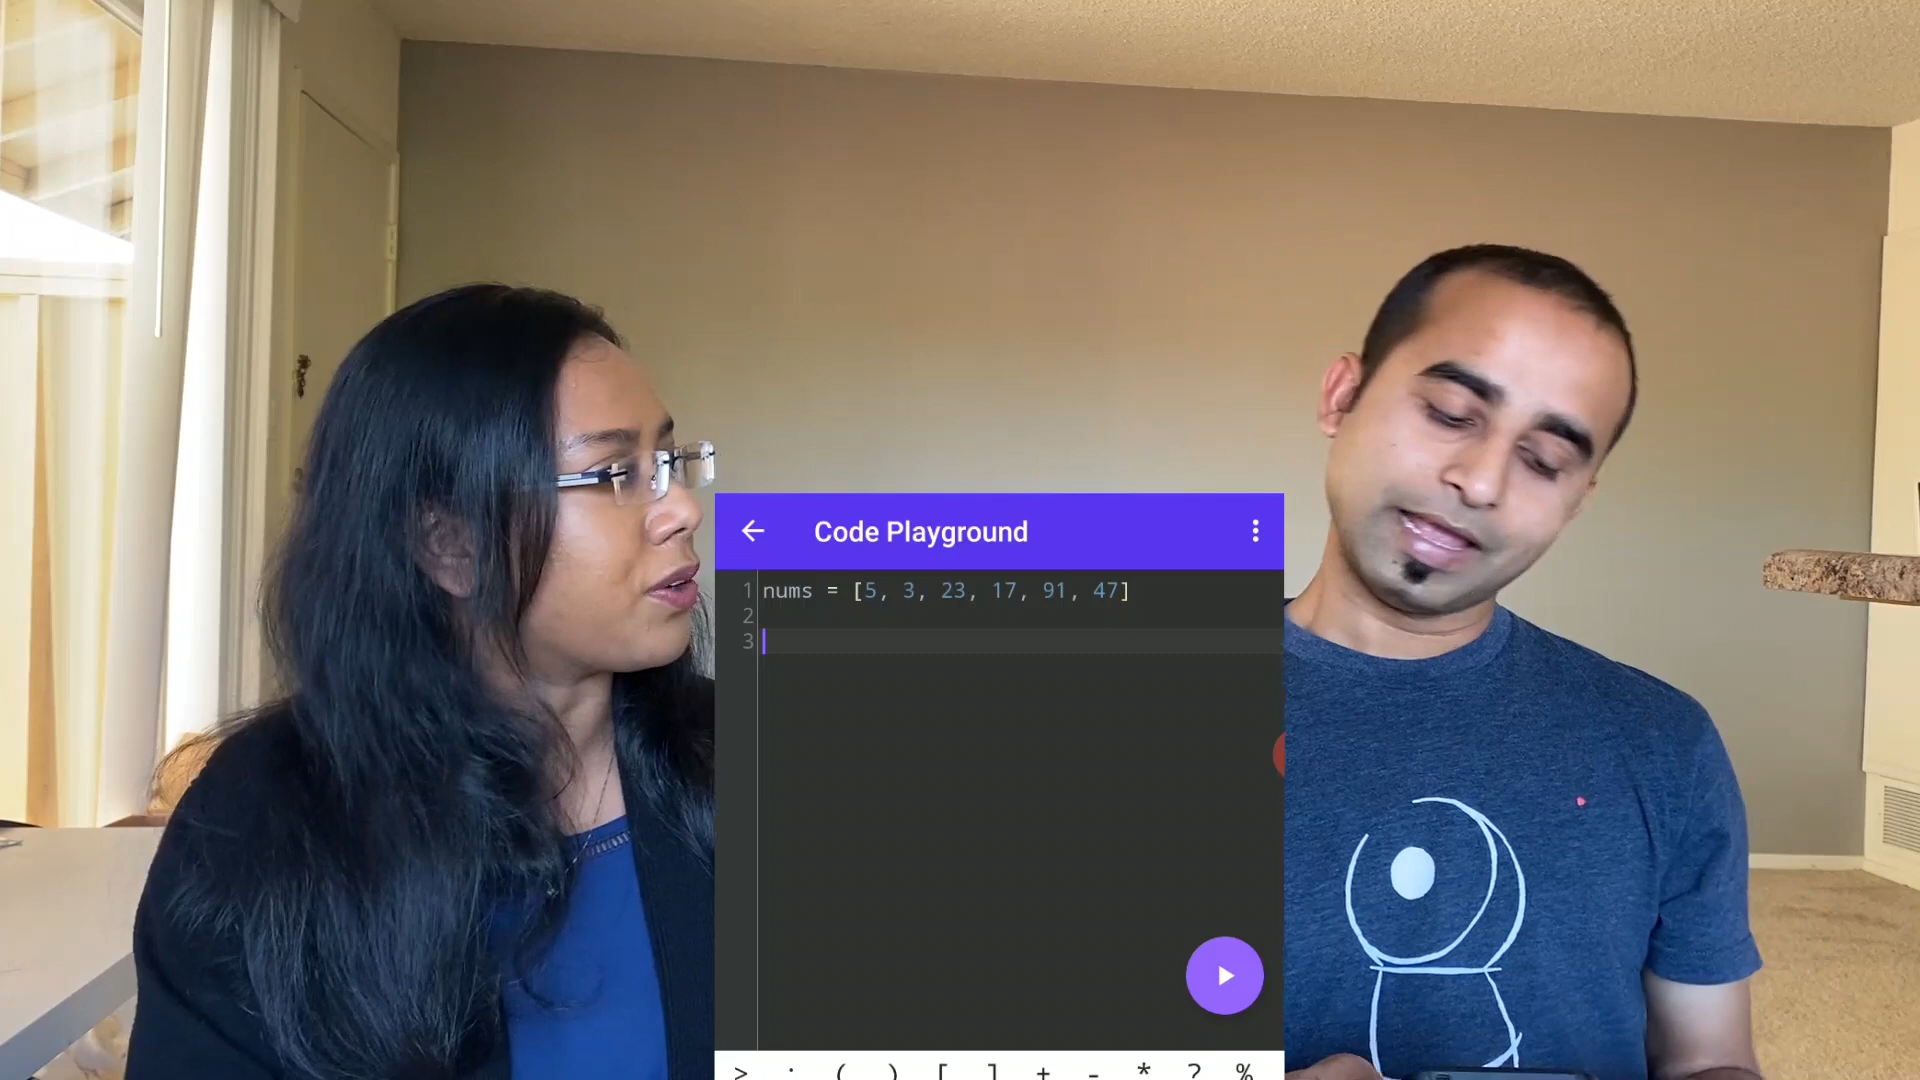 Code Playground
1 nums = [5, 3, 23, 17, 91, 47]
2
3
> ( ) [ ] + - * ? %